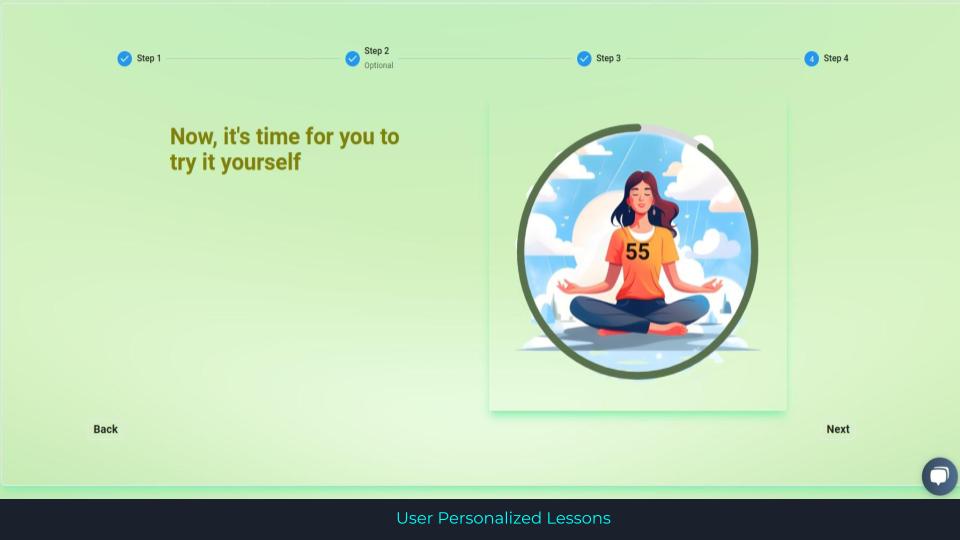 Step 1
Step 2
Optional
Step 3
4
Step 4
Now, it's time for you to
try it yourself
55
Back
Next
User Personalized Lessons